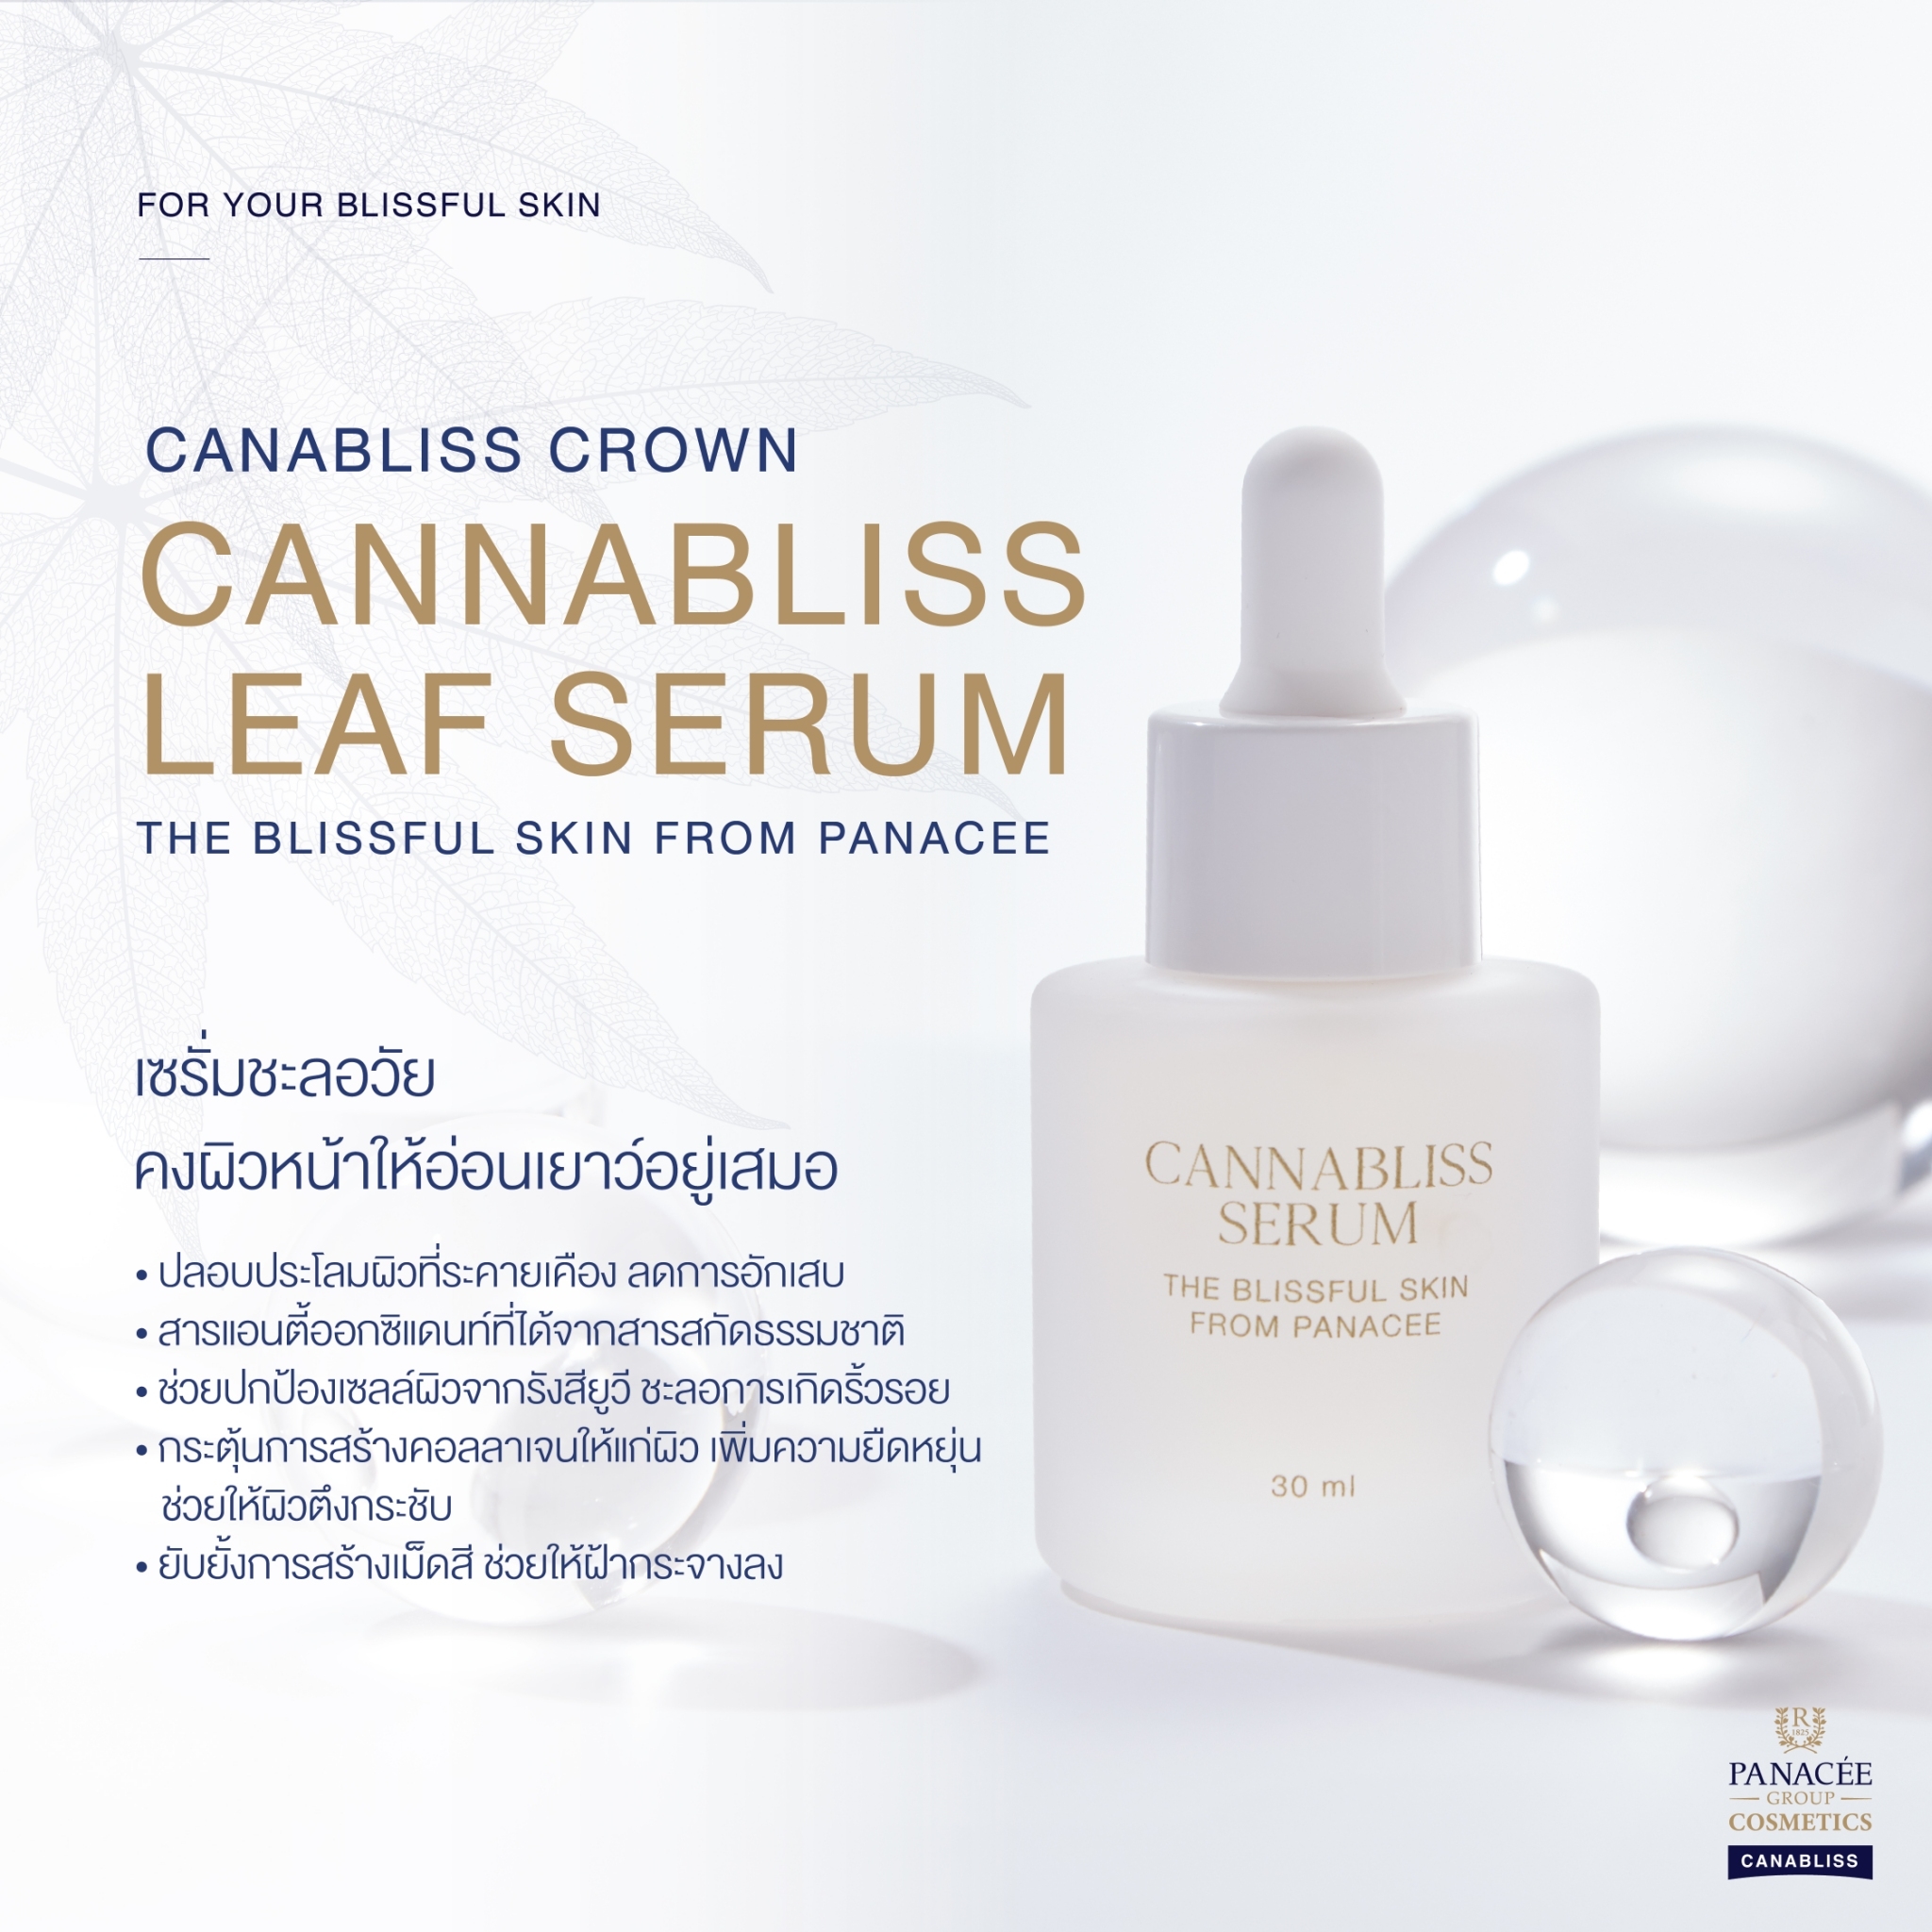 FOR YOUR BLISSFUL SKIN
CANABLISS CROWN
CANNABLISS
LEAF SERUM
THE BLISSFUL SKIN FROM PANACEE
เซรั่มชะลอวัย
คงผิวหน้าให้อ่อนเยาว์อยู่เสมอ
• ปลอบประโลมผิวที่ระคายเคือง ลดการอักเสบ
• สารแอนตี้ออกซิแดนท์ที่ได้จากสารสกัดธรรมชาติ
• ช่วยปกป้องเซลล์ผิวจากรังสียูวี ชะลอการเกิดริ้วรอย
• กระตุ้นการสร้างคอลลาเจนให้แก่ผิว เพิ่มความยืดหยุ่น
ช่วยให้ผิวตึงกระชับ
• ยับยั้งการสร้างเม็ดสี ช่วยให้ฝ้ากระจางลง
CANNABLISS
SERUM
THE BLISSFUL SKIN
FROM PANACEE
30 ml
R
1825
PANACÉE
GROUP
COSMETICS
CANABLISS